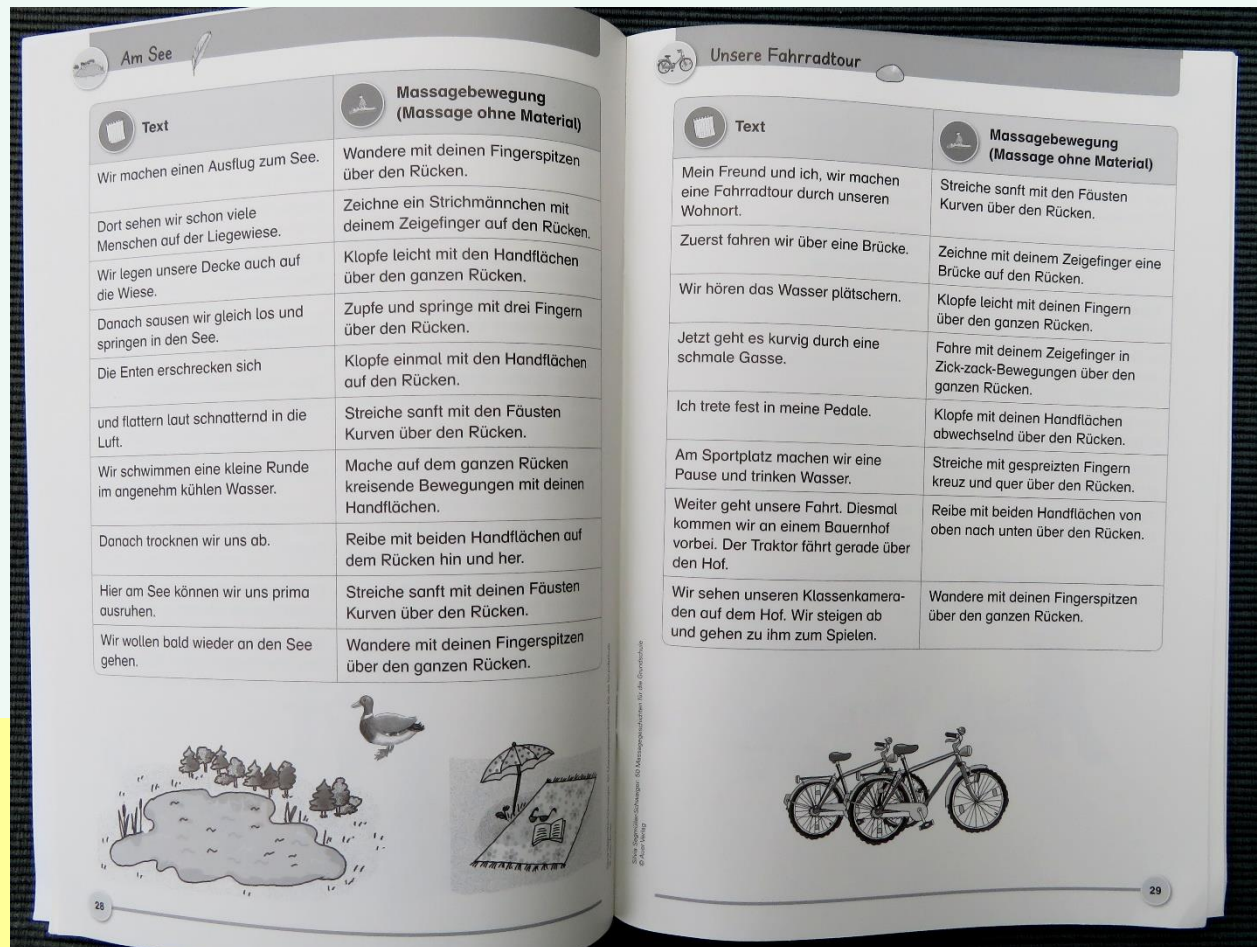 Am See
Text
Massagebewegung
(Massage ohne Material)
Wir machen einen Ausflug zum See.
Wandere mit deinen Fingerspitzen
über den Rücken.
Dort sehen wir schon viele
Menschen auf der Liegewiese.
Zeichne ein Strichmännchen mit
deinem Zeigefinger auf den Rücken.
Wir legen unsere Decke auch auf
die Wiese.
Klopfe leicht mit den Handflächen
über den ganzen Rücken.
Danach sausen wir gleich los und
springen in den See.
Zupfe und springe mit drei Fingern
über den Rücken.
Die Enten erschrecken sich
Klopfe einmal mit den Handflächen
auf den Rücken.
und flattern laut schnatternd in die
Luft.
Streiche sanft mit den Fäusten
Kurven über den Rücken.
Wir schwimmen eine kleine Runde
im angenehm kühlen Wasser.
Mache auf dem ganzen Rücken
kreisende Bewegungen mit deinen
Handflächen.
Danach trocknen wir uns ab.
Reibe mit beiden Handflächen auf
dem Rücken hin und her.
Hier am See können wir uns prima
ausruhen.
Streiche sanft mit deinen Fäusten
Kurven über den Rücken.
Wir wollen bald wieder an den See
gehen.
Wandere mit deinen Fingerspitzen
über den ganzen Rücken.
28
Unsere Fahrradtour
Text
Massagebewegung
(Massage ohne Material)
Mein Freund und ich, wir machen
eine Fahrradtour durch unseren
Wohnort.
Streiche sanft mit den Fäusten
Kurven über den Rücken.
Zuerst fahren wir über eine Brücke.
Zeichne mit deinem Zeigefinger eine
Brücke auf den Rücken.
Wir hören das Wasser plätschern.
Klopfe leicht mit deinen Fingern
über den ganzen Rücken.
Jetzt geht es kurvig durch eine
schmale Gasse.
Fahre mit deinem Zeigefinger in
Zick-zack-Bewegungen über den
ganzen Rücken.
Ich trete fest in meine Pedale.
Klopfe mit deinen Handflächen
abwechselnd über den Rücken.
Am Sportplatz machen wir eine
Pause und trinken Wasser.
Streiche mit gespreizten Fingern
kreuz und quer über den Rücken.
Weiter geht unsere Fahrt. Diesmal
kommen wir an einem Bauernhof
vorbei. Der Traktor fährt gerade über
den Hof.
Reibe mit beiden Handflächen von
oben nach unten über den Rücken.
Wir sehen unseren Klassenkamera-
den auf dem Hof. Wir steigen ab
und gehen zu ihm zum Spielen.
Wandere mit deinen Fingerspitzen
über den ganzen Rücken.
50 Massagegeschichten für die Grundschule
© Auer Verlag
29